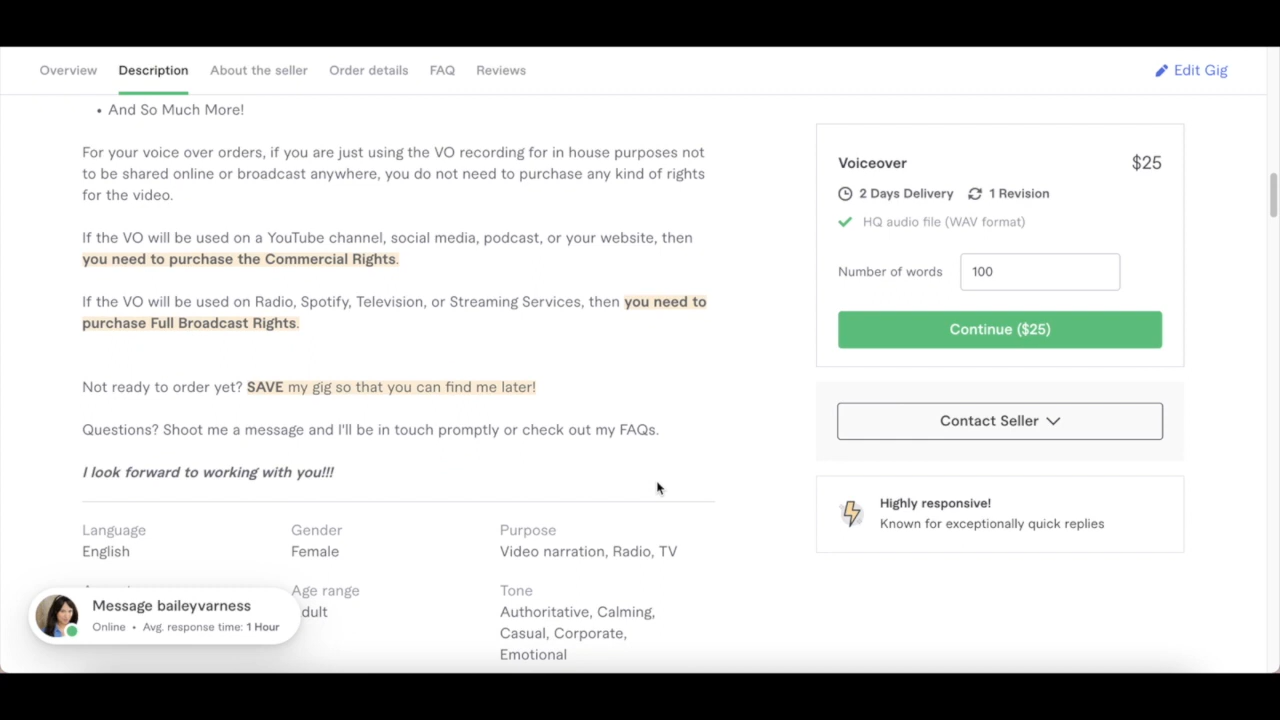 Overview Description About the seller Order details FAQ Reviews Edit Gig
• And So Much More!
For your voice over orders, if you are just using the VO recording for in house purposes not
to be shared online or broadcast anywhere, you do not need to purchase any kind of rights
for the video.
If the VO will be used on a YouTube channel, social media, podcast, or your website, then
you need to purchase the Commercial Rights.
If the VO will be used on Radio, Spotify, Television, or Streaming Services, then you need to
purchase Full Broadcast Rights.
Not ready to order yet? SAVE my gig so that you can find me later!
Questions? Shoot me a message and I'll be in touch promptly or check out my FAQs.
I look forward to working with you!!!
Language Gender Purpose
English Female Video narration, Radio, TV
Age range Tone
Authoritative, Calming,
Casual, Corporate,
Emotional
Message baileyvarness
Online • Avg. response time: 1 Hour
Voiceover $25
2 Days Delivery 1 Revision
HQ audio file (WAV format)
Number of words 100
Continue ($25)
Contact Seller
Highly responsive!
Known for exceptionally quick replies